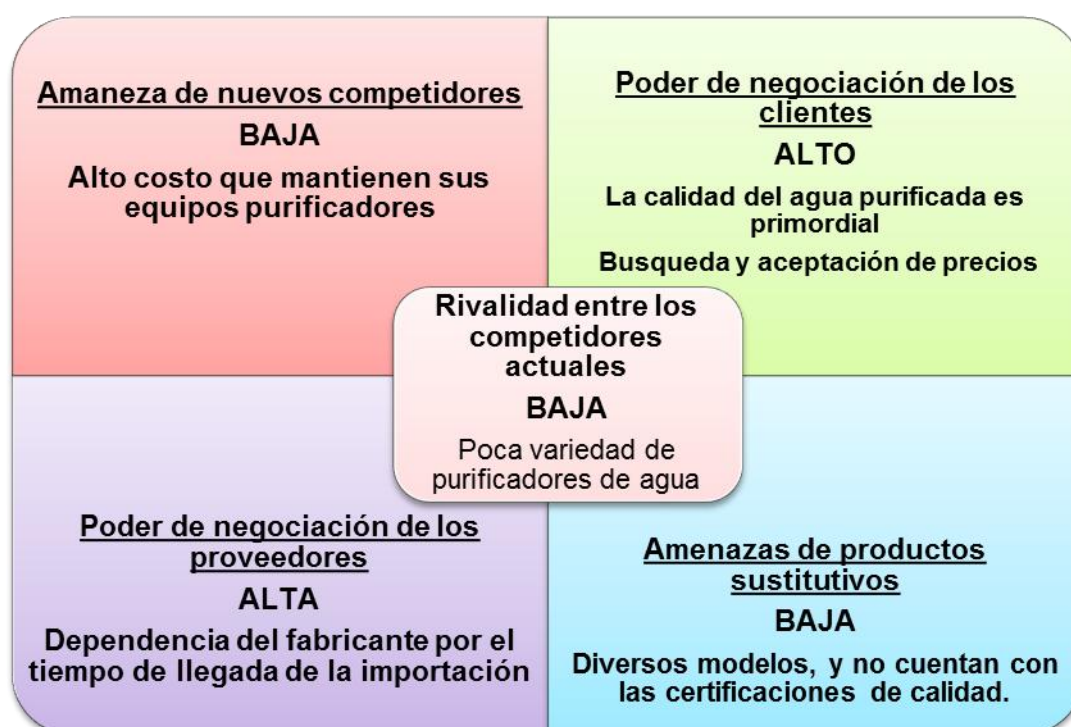 Amaneza de nuevos competidores
BAJA
Alto costo que mantienen sus
equipos purificadores
Poder de negociación de los
clientes
ALTO
La calidad del agua purificada es
primordial
Busqueda y aceptación de precios
Rivalidad entre los
competidores
actuales
BAJA
Poca variedad de
purificadores de agua
Poder de negociación de los
proveedores
ALTA
Dependencia del fabricante por el
tiempo de llegada de la importación
Amenazas de productos
sustitutivos
BAJA
Diversos modelos, y no cuentan con
las certificaciones de calidad.